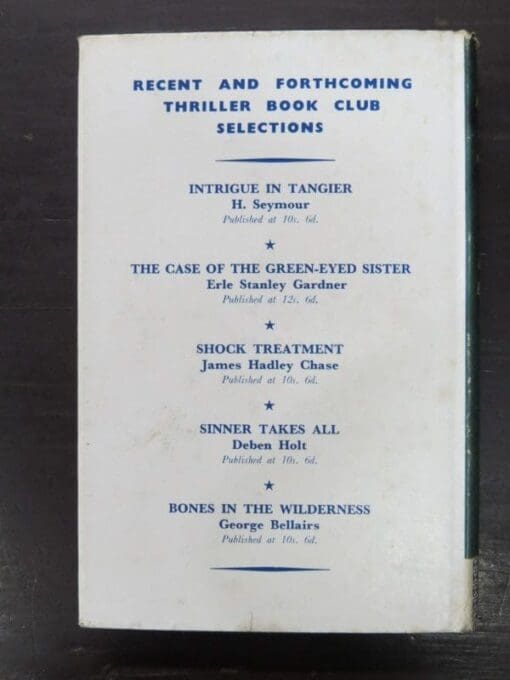 RECENT AND FORTHCOMING
THRILLER BOOK CLUB
SELECTIONS
INTRIGUE IN TANGIER
H. Seymour
Published at 10s. 6d.
★
THE CASE OF THE GREEN-EYED SISTER
Erle Stanley Gardner
Published at 12s. 6d.
★
SHOCK TREATMENT
James Hadley Chase
Published at 10s. 6d.
★
SINNER TAKES ALL
Deben Holt
Published at 10s. 6d.
★
BONES IN THE WILDERNESS
George Bellairs
Published at 10s. 6d.